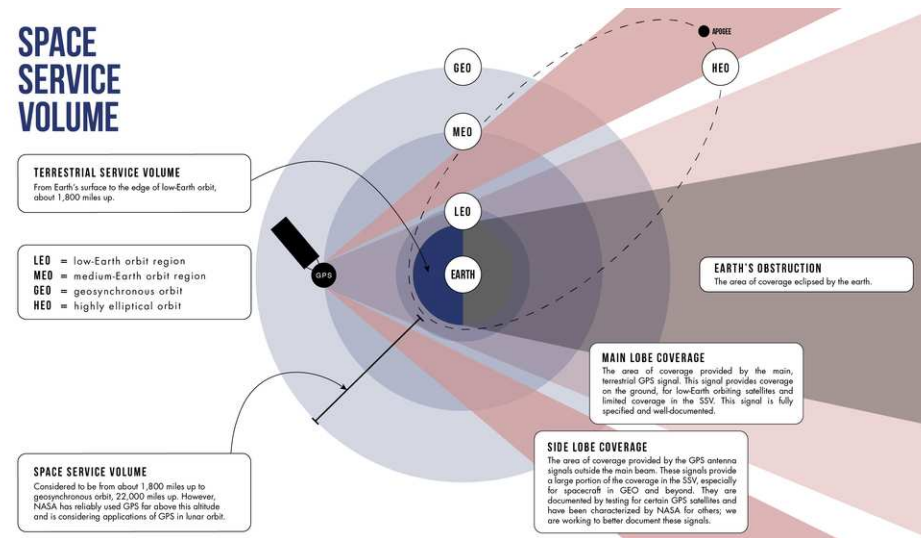 SPACE
SERVICE
VOLUME
TERRESTRIAL SERVICE VOLUME
From Earth's surface to the edge of low-Earth orbit,
about 1,800 miles up.
LEO = low-Earth orbit region
MEO = medium-Earth orbit region
GEO = geosynchronous orbit
HEO = highly elliptical orbit
SPACE SERVICE VOLUME
Considered to be from about 1,800 miles up to
geosynchronous orbit, 22,000 miles up. However,
NASA has reliably used GPS far above this altitude
and is considering applications of GPS in lunar orbit.
GPS
GEO
MEO
LEO
EARTH
APOGEE
HEO
EARTH'S OBSTRUCTION
The area of coverage eclipsed by the earth.
MAIN LOBE COVERAGE
The area of coverage provided by the main,
terrestrial GPS signal. This signal provides coverage
on the ground, for low-Earth orbiting satellites and
limited coverage in the SSV. This signal is fully
specified and well-documented.
SIDE LOBE COVERAGE
The area of coverage provided by the GPS antenna
signals outside the main beam. These signals provide
a large portion of the coverage in the SSV, especially
for spacecraft in GEO and beyond. They are
documented by testing for certain GPS satellites and
have been characterized by NASA for others; we
are working to better document these signals.